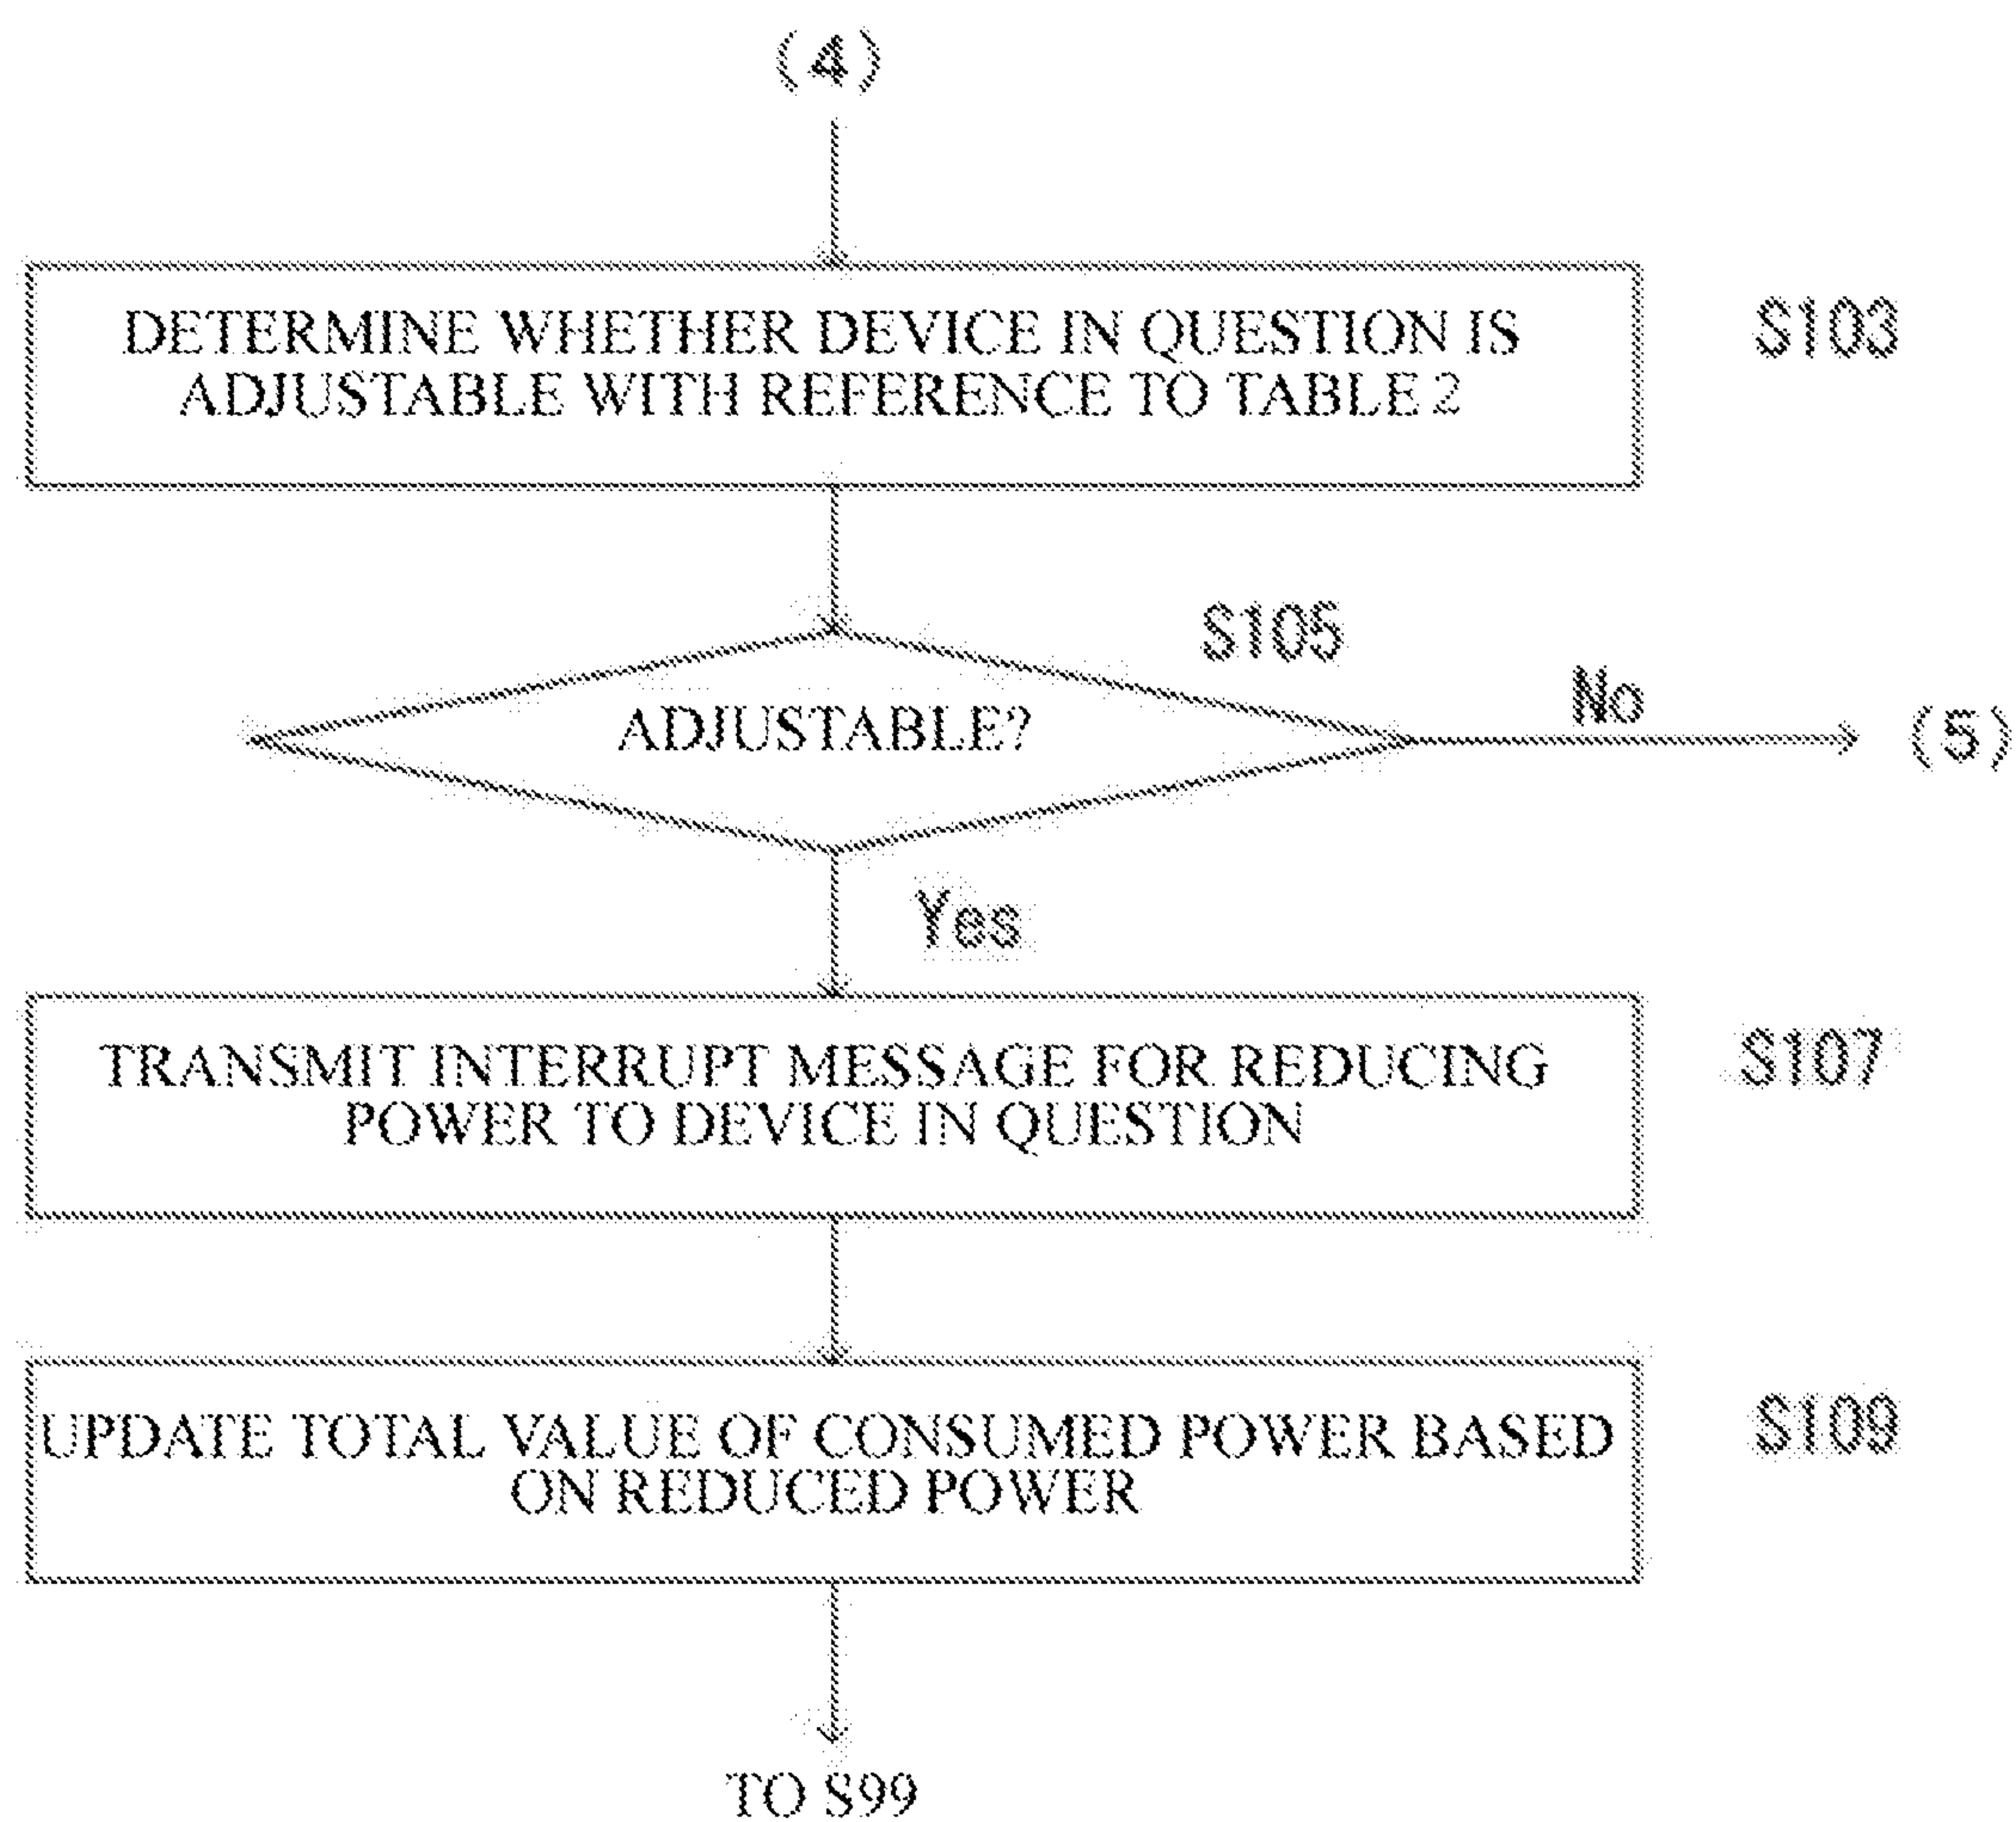 (4)
DETERMINE WHETHER DEVICE IN QUESTION IS
ADJUSTABLE WITH REFERENCE TO TABLE 2
S103
S105
ADJUSTABLE?
No
(5)
Yes
TRANSMIT INTERRUPT MESSAGE FOR REDUCING
POWER TO DEVICE IN QUESTION
S107
UPDATE TOTAL VALUE OF CONSUMED POWER BASED
ON REDUCED POWER
S109
TO S99